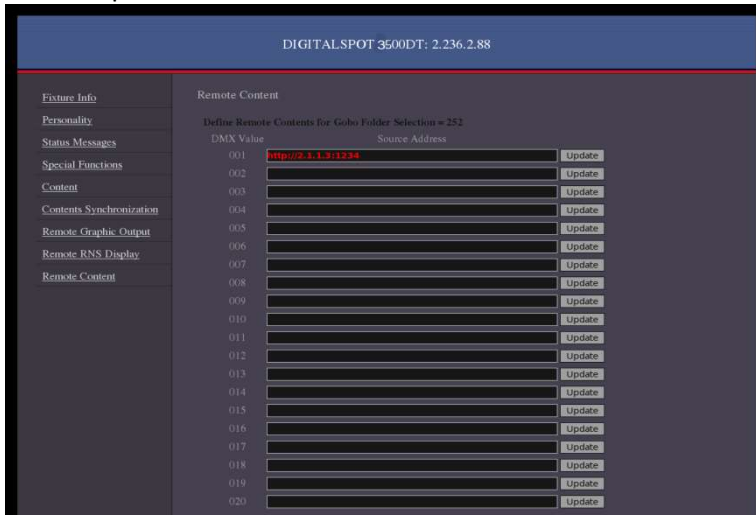 DIGITALSPOT 3500DT: 2.236.2.88
Fixture Info
Personality
Status Messages
Special Functions
Content
Contents Synchronization
Remote Graphic Output
Remote RNS Display
Remote Content
Remote Content
Define Remote Contents for Gobo Folder Selection = 252
DMX Value Source Address
001 http://2.1.1.3:1234 Update
002 Update
003 Update
004 Update
005 Update
006 Update
007 Update
008 Update
009 Update
010 Update
011 Update
012 Update
013 Update
014 Update
015 Update
016 Update
017 Update
018 Update
019 Update
020 Update